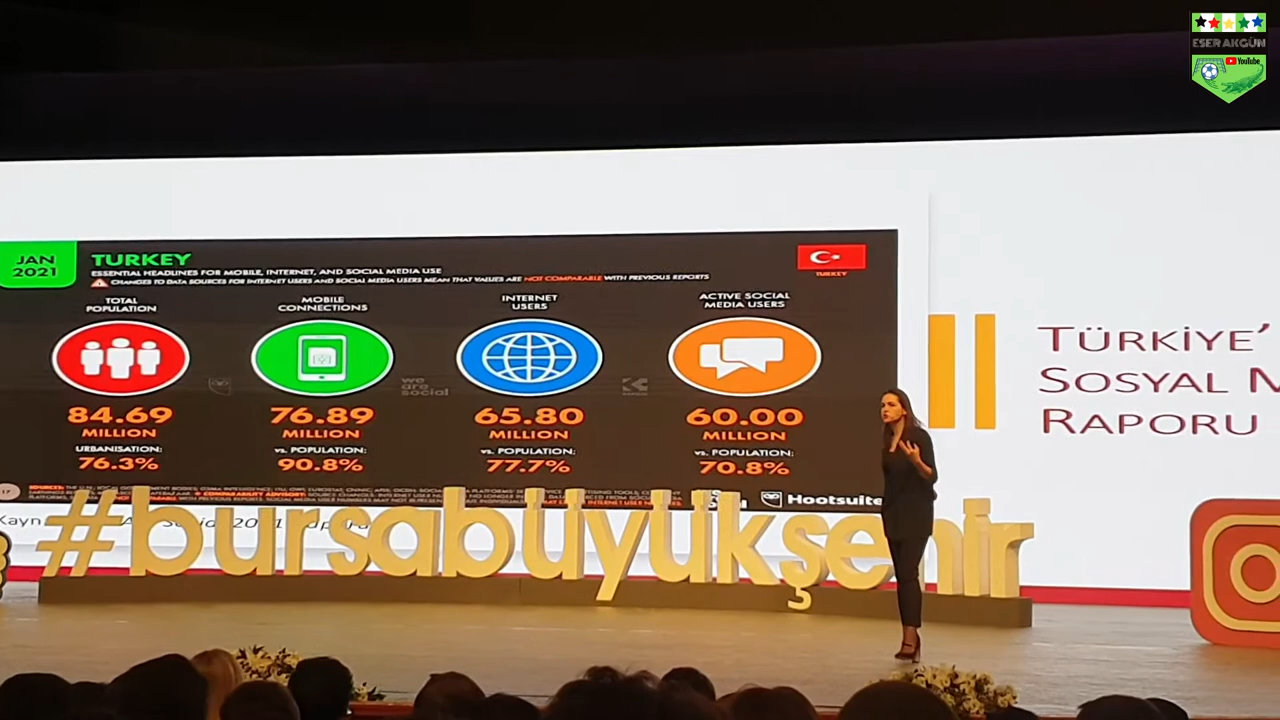 ESER AKGÜN
YouTube
JAN
2021
TURKEY
ESSENTIAL HEADLINES FOR MOBILE, INTERNET, AND SOCIAL MEDIA USE
CHANGES TO DATA SOURCES FOR INTERNET USERS AND SOCIAL MEDIA USERS MEAN THAT VALUES ARE NOT COMPARABLE WITH PREVIOUS REPORTS
TURKEY
TOTAL
POPULATION
MOBILE
CONNECTIONS
INTERNET
USERS
ACTIVE SOCIAL
MEDIA USERS
we
are
social
84.69
MILLION
URBANISATION:
76.3%
76.89
MILLION
vs. POPULATION:
90.8%
65.80
MILLION
vs. POPULATION:
77.7%
60.00
MILLION
vs. POPULATION:
70.8%
17
Hootsuite
TÜRKİYE'
SOSYAL M
RAPORU
#bursabüyükşehir